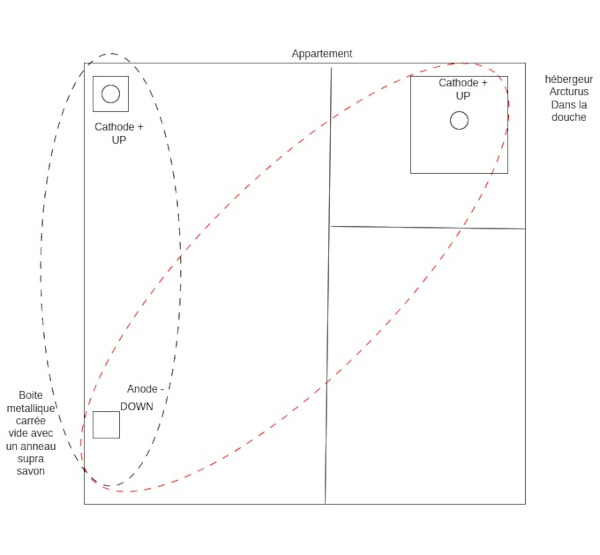 Appartement
Cathode +
UP
Cathode +
UP
hébergeur
Arcturus
Dans la
douche
Anode -
DOWN
Boite
metallique
carrée
vide avec
un anneau
supra
savon